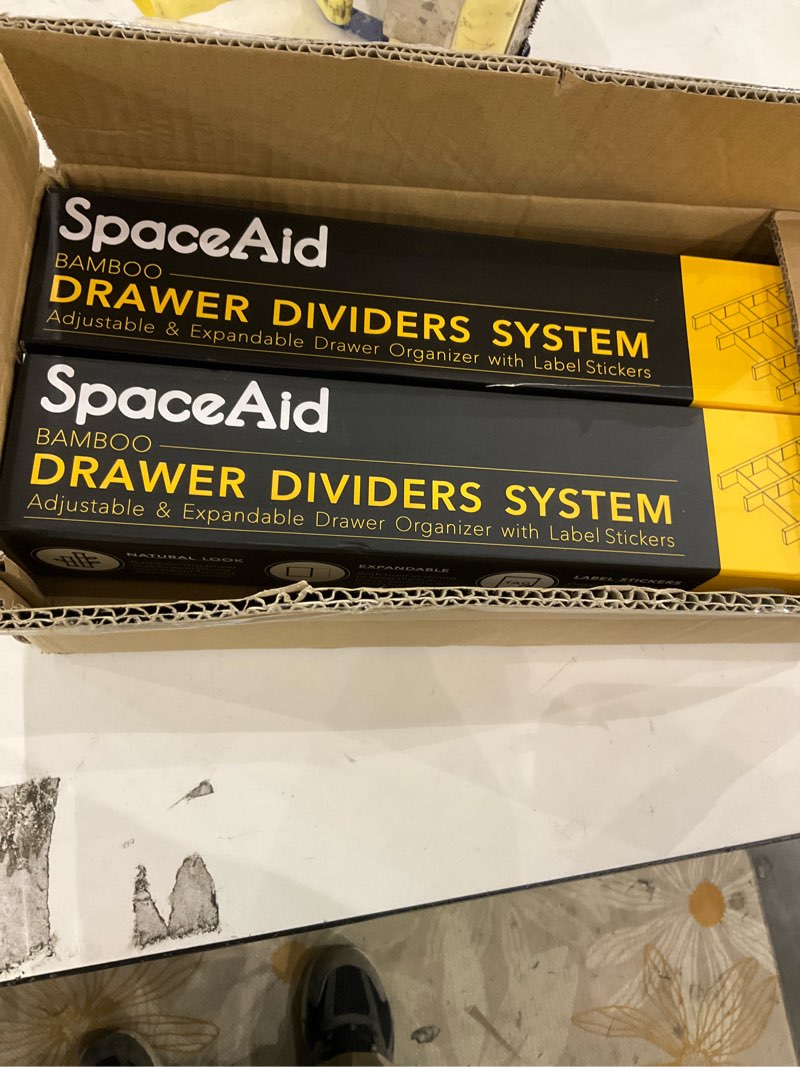 SpaceAid
BAMBOO
DRAWER DIVIDERS SYSTEM
Adjustable & Expandable Drawer Organizer with Label Stickers
SpaceAid
BAMBOO
DRAWER DIVIDERS SYSTEM
Adjustable & Expandable Drawer Organizer with Label Stickers
NATURAL LOOK
EXPANDABLE
TAG
LABEL STICKERS